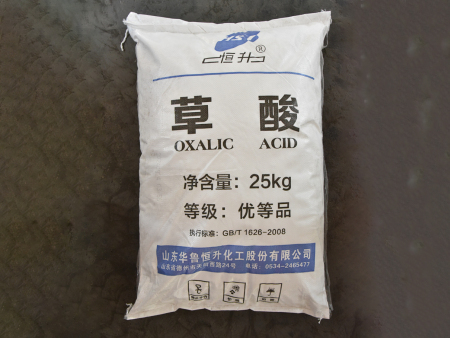 恒升®
草酸
OXALIC ACID
净含量：25kg
等级：优等品
执行标准：GB/T 1626-2008
山东华鲁恒升化工股份有限公司
电话：0534-2465477